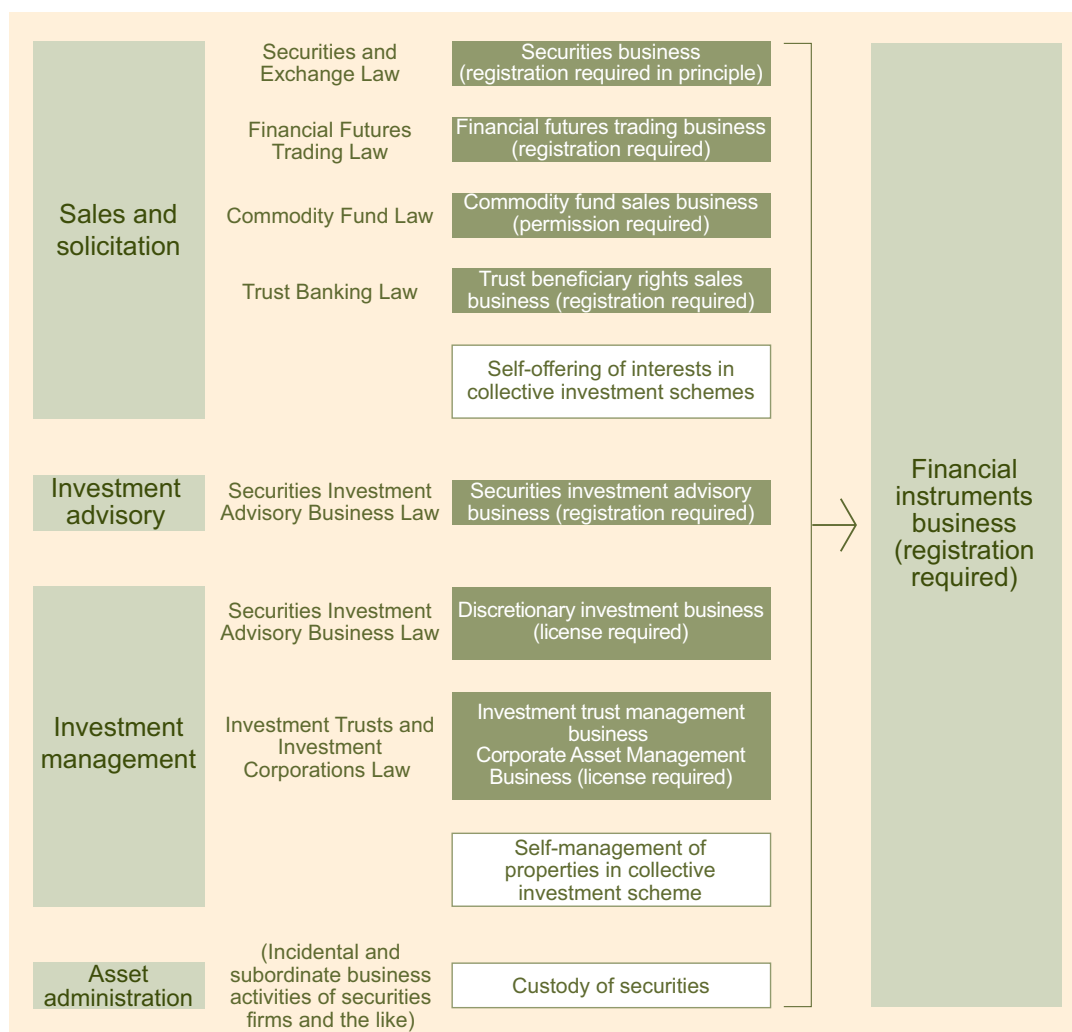 Sales and
solicitation
Securities and
Exchange Law
Securities business
(registration required in principle)
Financial Futures
Trading Law
Financial futures trading business
(registration required)
Commodity Fund Law
Commodity fund sales business
(permission required)
Trust Banking Law
Trust beneficiary rights sales
business (registration required)
Self-offering of interests in
collective investment schemes
Investment
advisory
Securities Investment
Advisory Business Law
Securities investment advisory
business (registration required)
Investment
management
Securities Investment
Advisory Business Law
Discretionary investment business
(license required)
Investment Trusts and
Investment
Corporations Law
Investment trust management
business
Corporate Asset Management
Business (license required)
Self-management of
properties in collective
investment scheme
Asset
administration
(Incidental and
subordinate business
activities of securities
firms and the like)
Custody of securities
Financial
instruments
business
(registration
required)